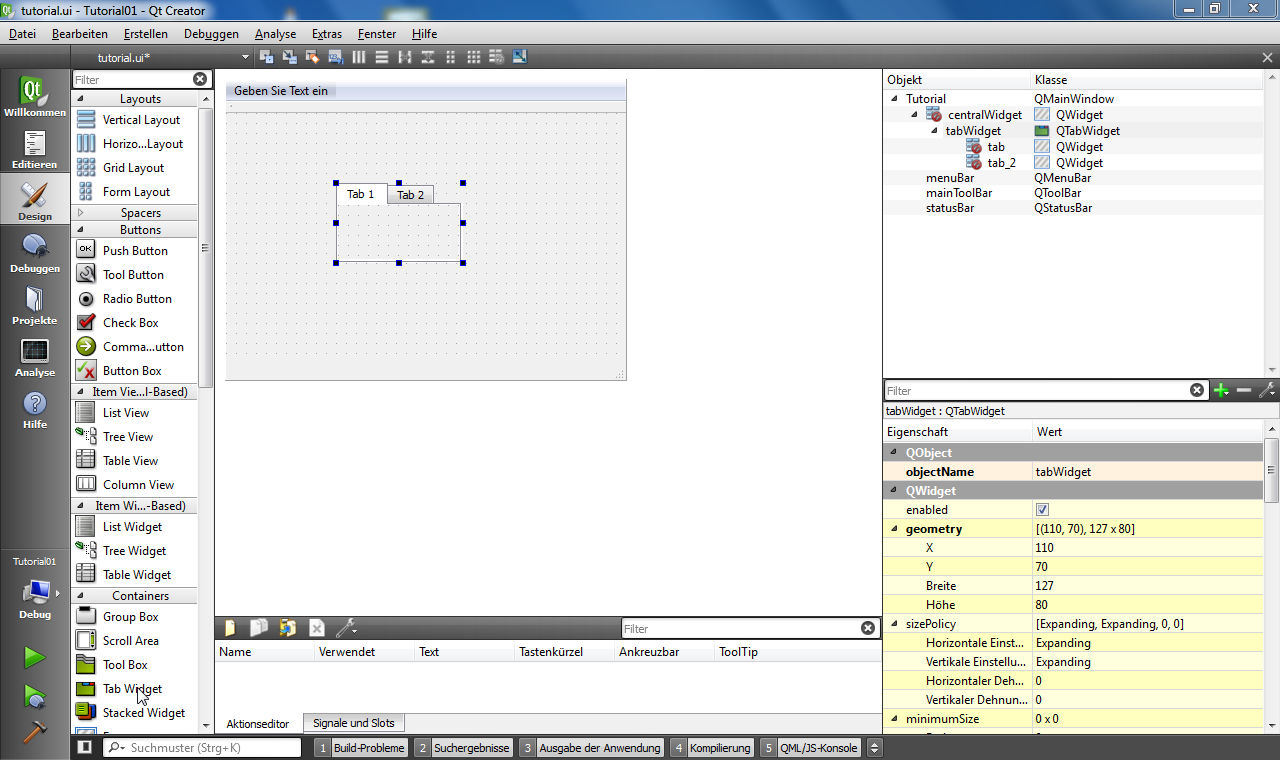 tutorial.ui - Tutorial01 - Qt Creator
Datei Bearbeiten Erstellen Debuggen Analyse Extras Fenster Hilfe
tutorial.ui*
Willkommen
Editieren
Design
Debuggen
Projekte
Analyse
Hilfe
Tutorial01
Debug
Filter
Layouts
Vertical Layout
Horizo...Layout
Grid Layout
Form Layout
Spacers
Buttons
OK Push Button
Tool Button
Radio Button
Check Box
Comma...utton
Button Box
Item Vie...l-Based)
List View
Tree View
Table View
Column View
Item Wi...-Based)
List Widget
Tree Widget
Table Widget
Containers
Group Box
Scroll Area
Tool Box
Tab Widget
Stacked Widget
Geben Sie Text ein
Tab 1 Tab 2
Filter
Name Verwendet Text Tastenkürzel Ankreuzbar ToolTip
Aktionseditor Signale und Slots
Objekt Klasse
Tutorial QMainWindow
centralWidget QWidget
tabWidget QTabWidget
tab QWidget
tab_2 QWidget
menuBar QMenuBar
mainToolBar QToolBar
statusBar QStatusBar
Filter
tabWidget : QTabWidget
Eigenschaft Wert
QObject
objectName tabWidget
QWidget
enabled
geometry [(110, 70), 127 x 80]
X 110
Y 70
Breite 127
Höhe 80
sizePolicy [Expanding, Expanding, 0, 0]
Horizontale Einst... Expanding
Vertikale Einstellu... Expanding
Horizontaler Deh... 0
Vertikaler Dehnun... 0
minimumSize 0 x 0
Suchmuster (Strg+K)
1 Build-Probleme 2 Suchergebnisse 3 Ausgabe der Anwendung 4 Kompilierung 5 QML/JS-Konsole